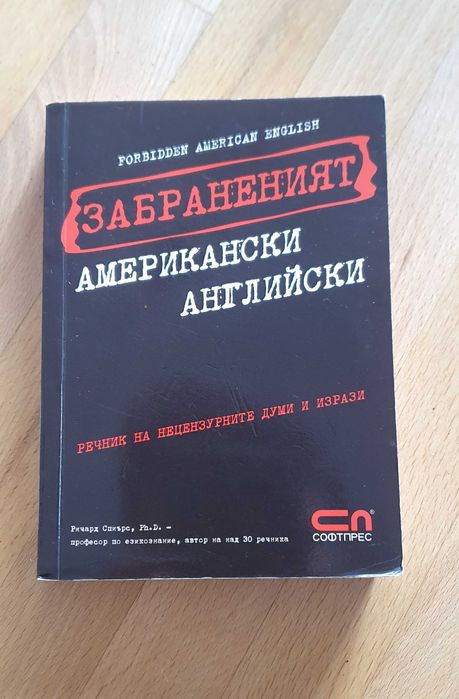 FORBIDDEN AMERICAN ENGLISH
ЗАБРАНЕНИЯТ
АМЕРИКАНСКИ
АНГЛИЙСКИ
РЕЧНИК НА НЕЦЕНЗУРНИТЕ ДУМИ И ИЗРАЗИ
Ричард Спиърс, Ph.D. –
професор по езикознание, автор на над 30 речника
СП®
СОФТПРЕС